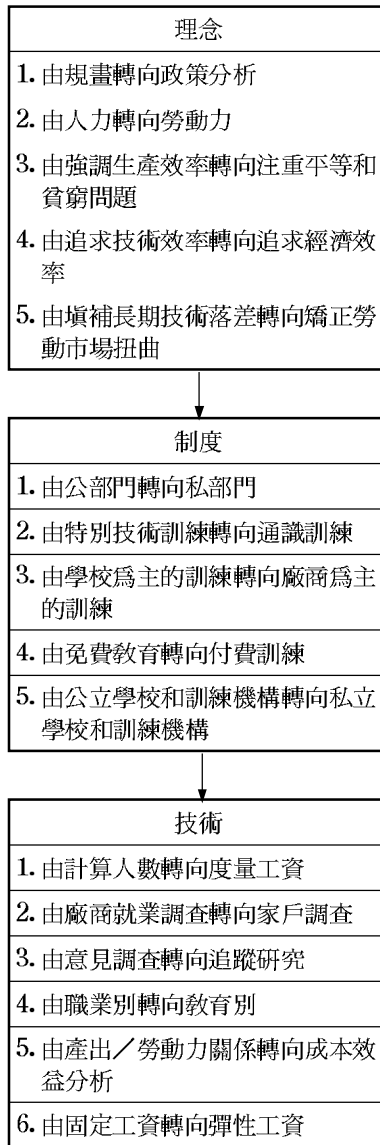 理念
1. 由規畫轉向政策分析
2. 由人力轉向勞動力
3. 由強調生產效率轉向注重平等和
貧窮問題
4. 由追求技術效率轉向追求經濟效
率
5. 由塡補長期技術落差轉向矯正勞
動市場扭曲
制度
1. 由公部門轉向私部門
2. 由特別技術訓練轉向通識訓練
3. 由學校爲主的訓練轉向廠商爲主
的訓練
4. 由免費敎育轉向付費訓練
5. 由公立學校和訓練機構轉向私立
學校和訓練機構
技術
1. 由計算人數轉向度量工資
2. 由廠商就業調查轉向家戶調查
3. 由意見調查轉向追蹤研究
4. 由職業別轉向敎育別
5. 由產出／勞動力關係轉向成本效
益分析
6. 由固定工資轉向彈性工資